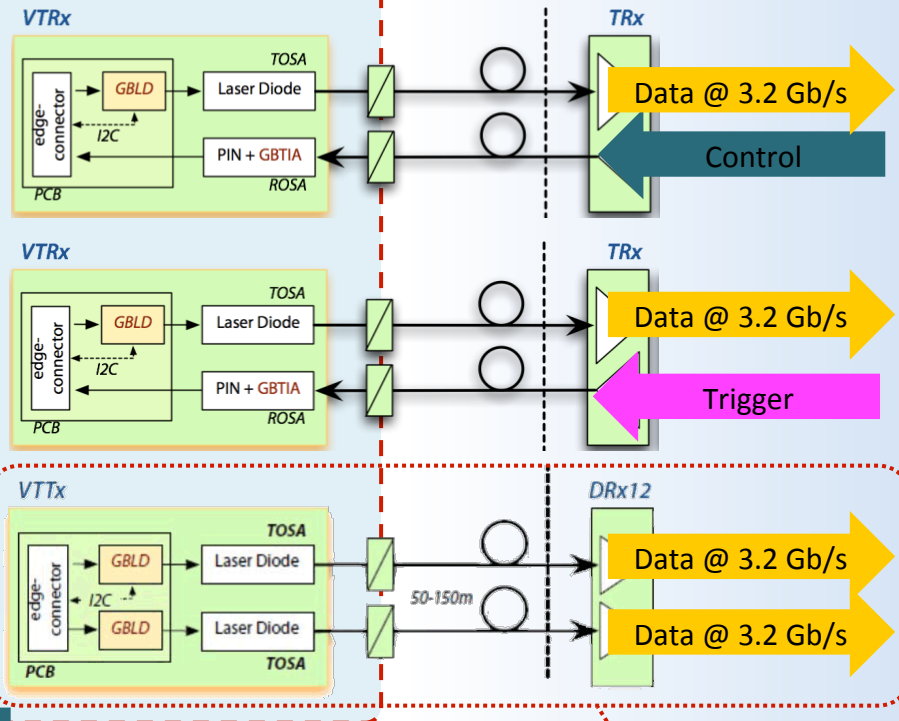 VTRx
TRx
TOSA
GBLD
Laser Diode
Data @ 3.2 Gb/s
edge-
connector
I2C
PIN + GBTIA
Control
PCB
ROSA
VTRx
TRx
TOSA
GBLD
Laser Diode
Data @ 3.2 Gb/s
edge-
connector
I2C
PIN + GBTIA
Trigger
PCB
ROSA
VTTx
DRx12
TOSA
GBLD
Laser Diode
Data @ 3.2 Gb/s
edge-
connector
I2C
50-150m
GBLD
Laser Diode
Data @ 3.2 Gb/s
PCB
TOSA